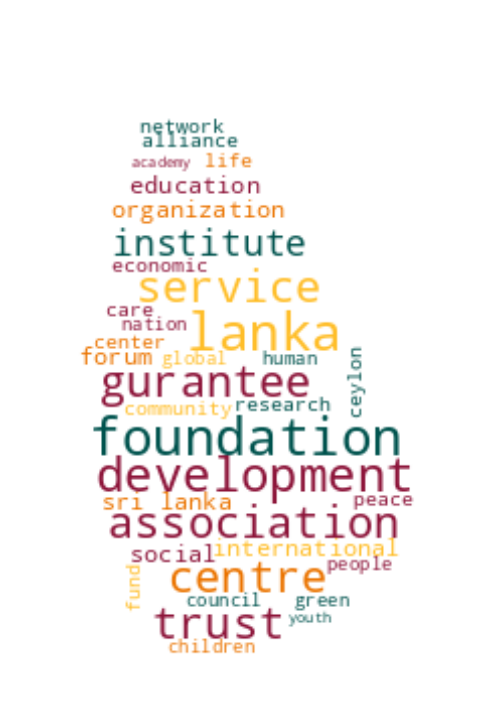 network
alliance
academy life
education
organization
institute
economic
service
care
nation
lanka
center
forum global human
ceylon
gurantee
community research
foundation
development
sri lanka peace
association
social international
people
fund
centre
council green
trust youth
children